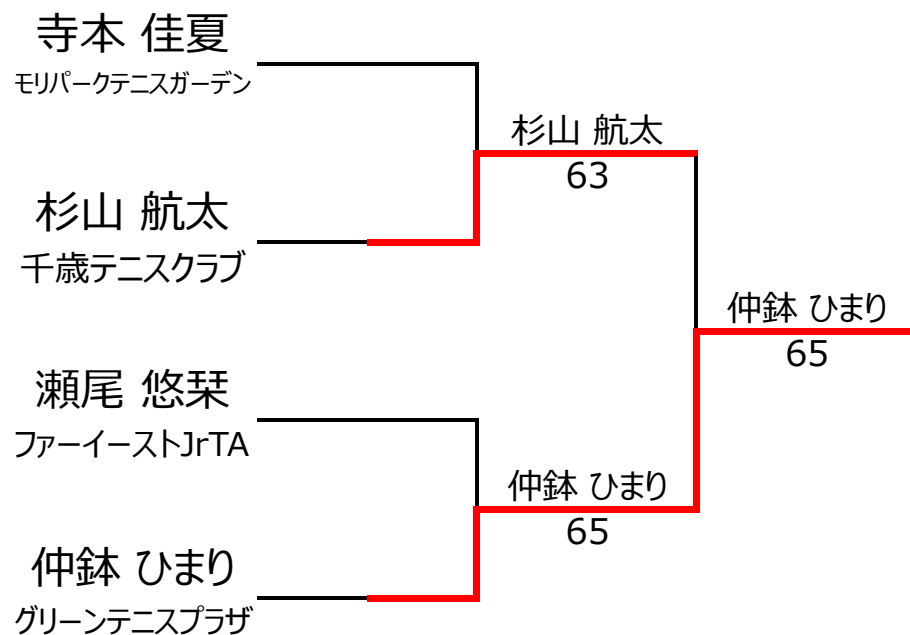 寺本 佳夏
モリパークテニスガーデン
杉山 航太
63
杉山 航太
千歳テニスクラブ
仲鉢 ひまり
65
瀬尾 悠栞
ファーイーストJrTA
仲鉢 ひまり
65
仲鉢 ひまり
グリーンテニスプラザ